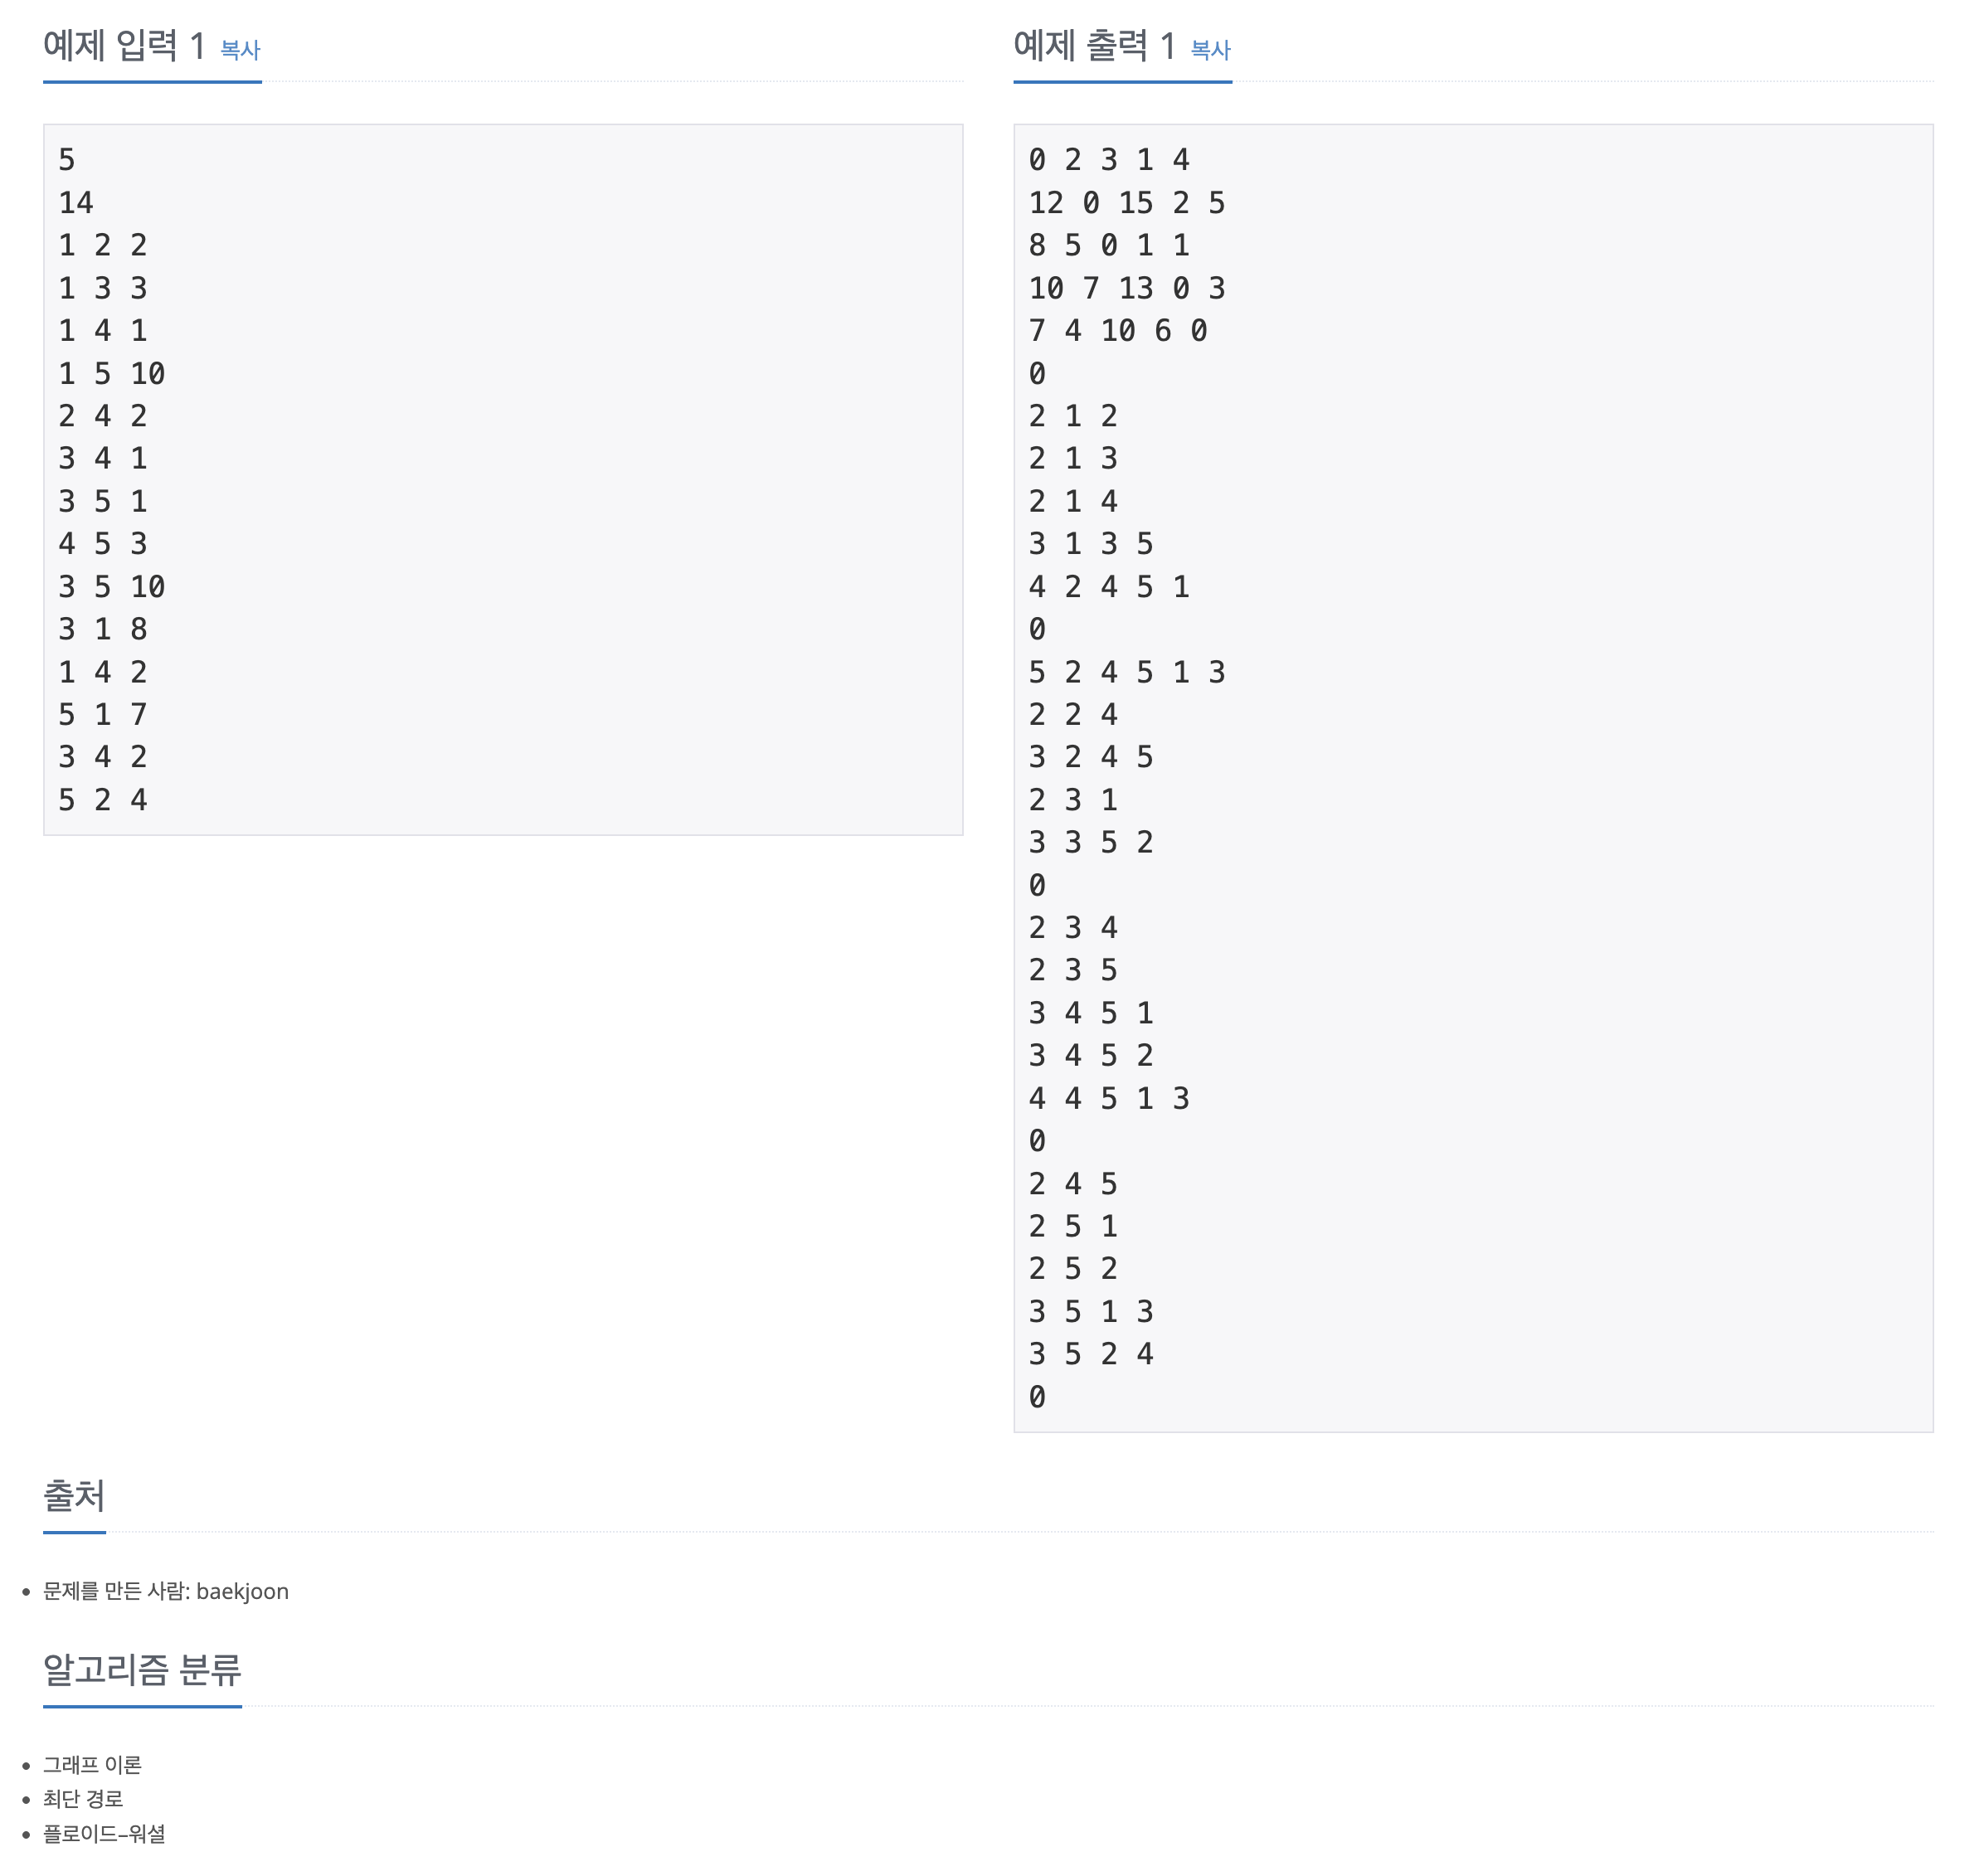 예제 입력 1 복사
5
14
1 2 2
1 3 3
1 4 1
1 5 10
2 4 2
3 4 1
3 5 1
4 5 3
3 5 10
3 1 8
1 4 2
5 1 7
3 4 2
5 2 4
예제 출력 1 복사
0 2 3 1 4
12 0 15 2 5
8 5 0 1 1
10 7 13 0 3
7 4 10 6 0
0
2 1 2
2 1 3
2 1 4
3 1 3 5
4 2 4 5 1
0
5 2 4 5 1 3
2 2 4
3 2 4 5
2 3 1
3 3 5 2
0
2 3 4
2 3 5
3 4 5 1
3 4 5 2
4 4 5 1 3
0
2 4 5
2 5 1
2 5 2
3 5 1 3
3 5 2 4
0
출처
• 문제를 만든 사람: baekjoon
알고리즘 분류
• 그래프 이론
• 최단 경로
• 플로이드–워셜